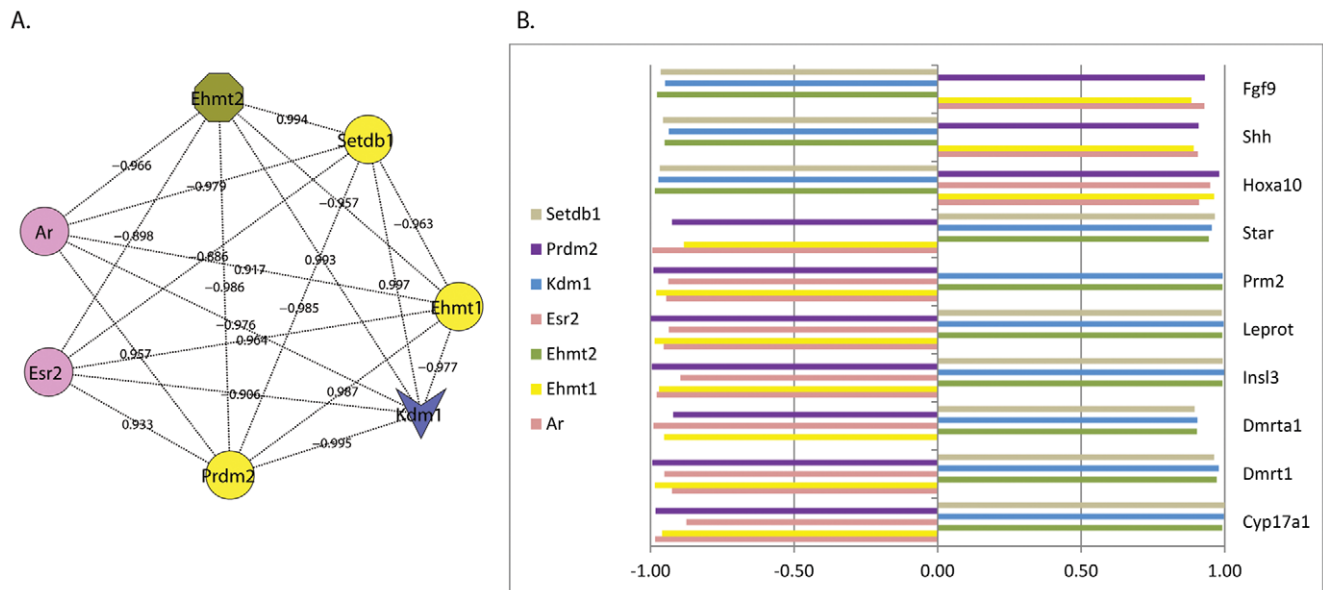 A.
B.
Ehmt2
0.994
Setdb1
−0.966
−0.979
−0.957
−0.963
Ar
−0.898
−0.886
0.917
0.993
0.997
−0.986
−0.985
Ehmt1
−0.976
0.964
0.957
−0.977
Esr2
−0.906
0.987
Kdm1
0.933
−0.995
Prdm2
Setdb1
Prdm2
Kdm1
Esr2
Ehmt2
Ehmt1
Ar
Fgf9
Shh
Hoxa10
Star
Prm2
Leprot
Insl3
Dmrta1
Dmrt1
Cyp17a1
-1.00 -0.50 0.00 0.50 1.00